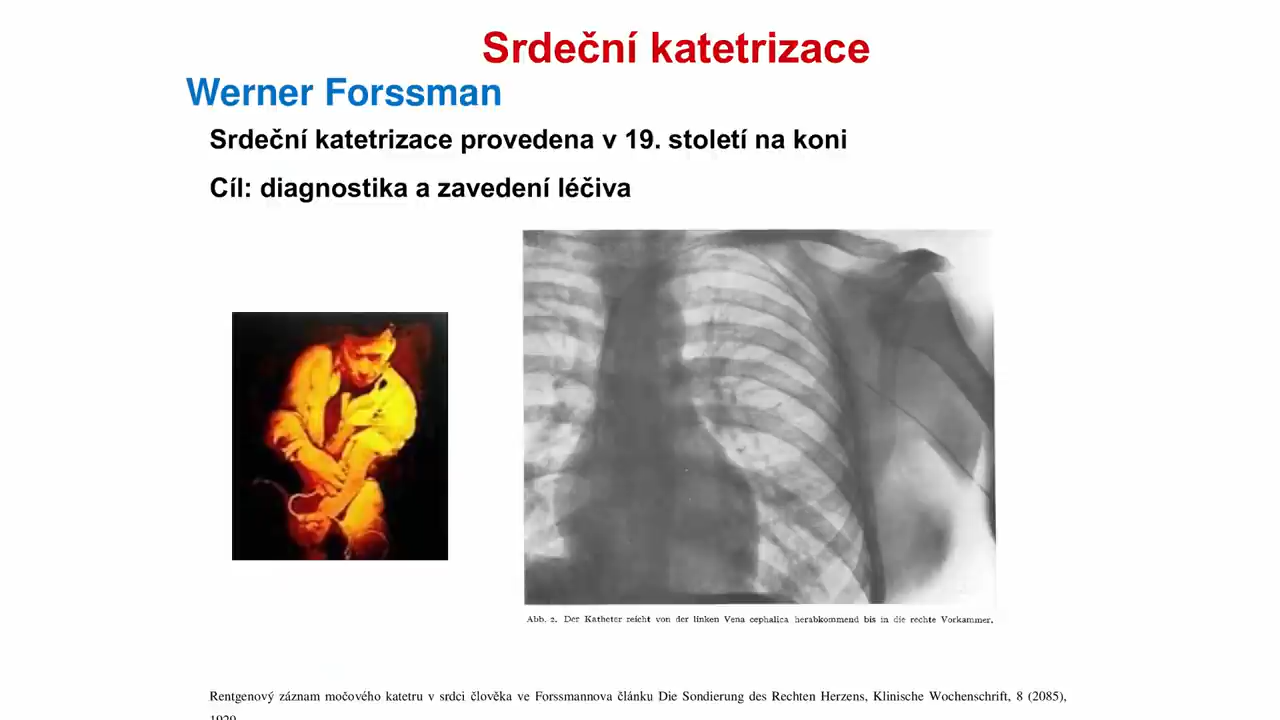 Srdeční katetrizace
Werner Forssman
Srdeční katetrizace provedena v 19. století na koni
Cíl: diagnostika a zavedení léčiva
Abb. 2. Der Katheter reicht von der linken Vena cephalica herabkommend bis in die rechte Vorkammer.
Rentgenový záznam močového katetru v srdci člověka ve Forssmannova článku Die Sondierung des Rechten Herzens, Klinische Wochenschrift, 8 (2085),
1929